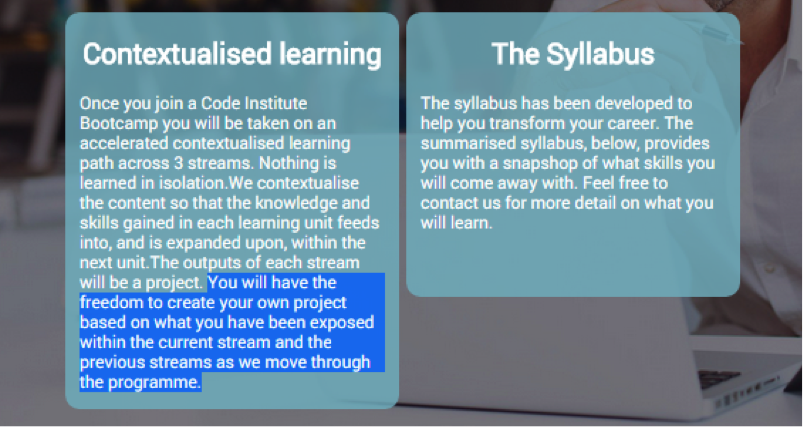 Contextualised learning
Once you join a Code Institute
Bootcamp you will be taken on an
accelerated contextualised learning
path across 3 streams. Nothing is
learned in isolation.We contextualise
the content so that the knowledge and
skills gained in each learning unit feeds
into, and is expanded upon, within the
next unit.The outputs of each stream
will be a project. You will have the
freedom to create your own project
based on what you have been exposed
within the current stream and the
previous streams as we move through
the programme.
The Syllabus
The syllabus has been developed to
help you transform your career. The
summarised syllabus, below, provides
you with a snapshop of what skills you
will come away with. Feel free to
contact us for more detail on what you
will learn.